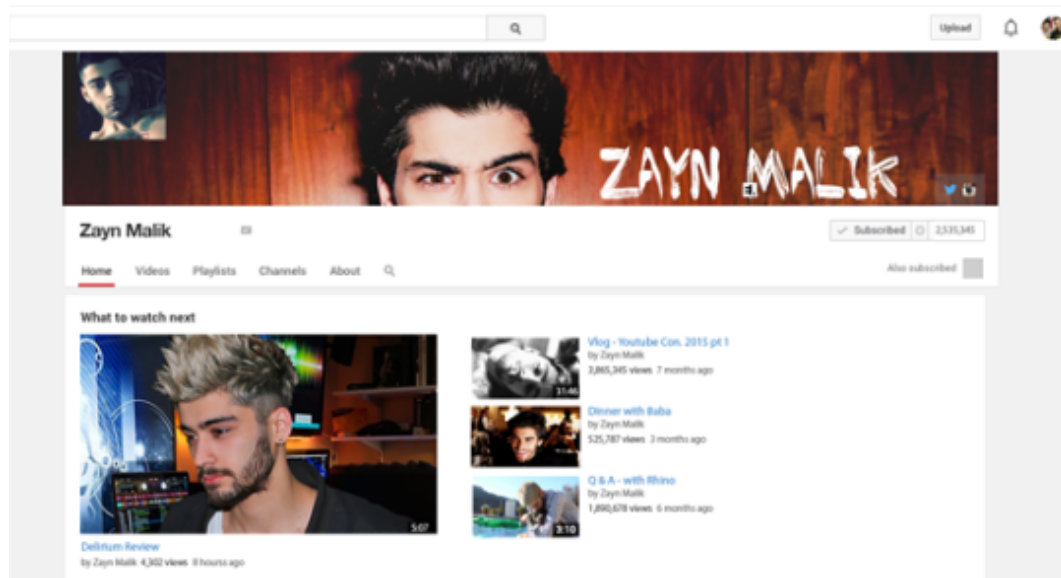 Upload
ZAYN MALIK
Zayn Malik
Subscribed 2,535,345
Home Videos Playlists Channels About
Also subscribed
What to watch next
5:07
Delirium Review
by Zayn Malik 4,302 views 8 hourss ago
31:46
Vlog - Youtube Con. 2015 pt 1
by Zayn Malik
3,865,345 views 7 months ago
Dinner with Baba
by Zayn Malik
525,787 views 3 months ago
3:10
Q & A - with Rhino
by Zayn Malik
1,890,678 views 6 months ago